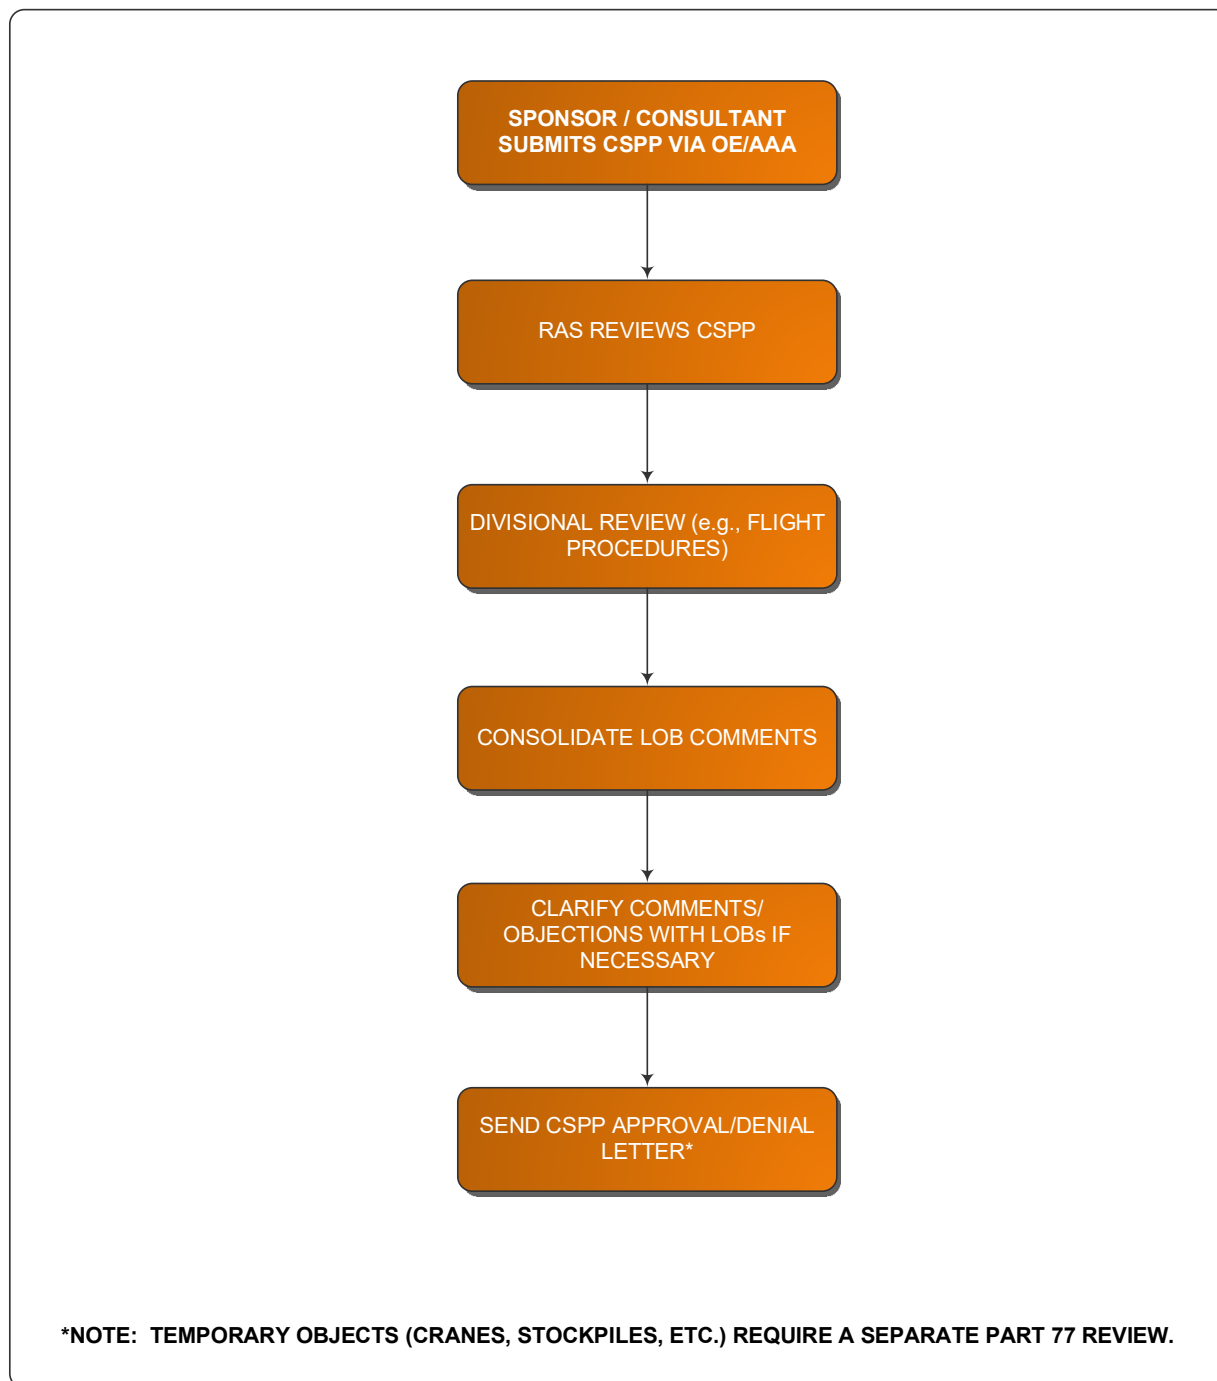 SPONSOR / CONSULTANT
SUBMITS CSPP VIA OE/AAA
RAS REVIEWS CSPP
DIVISIONAL REVIEW (e.g., FLIGHT
PROCEDURES)
CONSOLIDATE LOB COMMENTS
CLARIFY COMMENTS/
OBJECTIONS WITH LOBs IF
NECESSARY
SEND CSPP APPROVAL/DENIAL
LETTER*
*NOTE:  TEMPORARY OBJECTS (CRANES, STOCKPILES, ETC.) REQUIRE A SEPARATE PART 77 REVIEW.